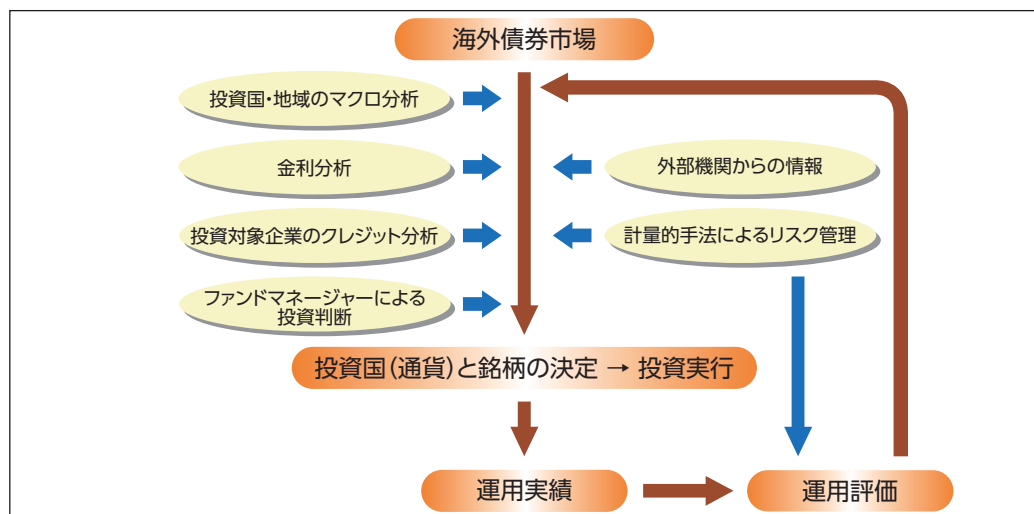 海外債券市場
投資国・地域のマクロ分析
金利分析
外部機関からの情報
投資対象企業のクレジット分析
計量的手法によるリスク管理
ファンドマネージャーによる
投資判断
投資国(通貨)と銘柄の決定 → 投資実行
運用実績
運用評価